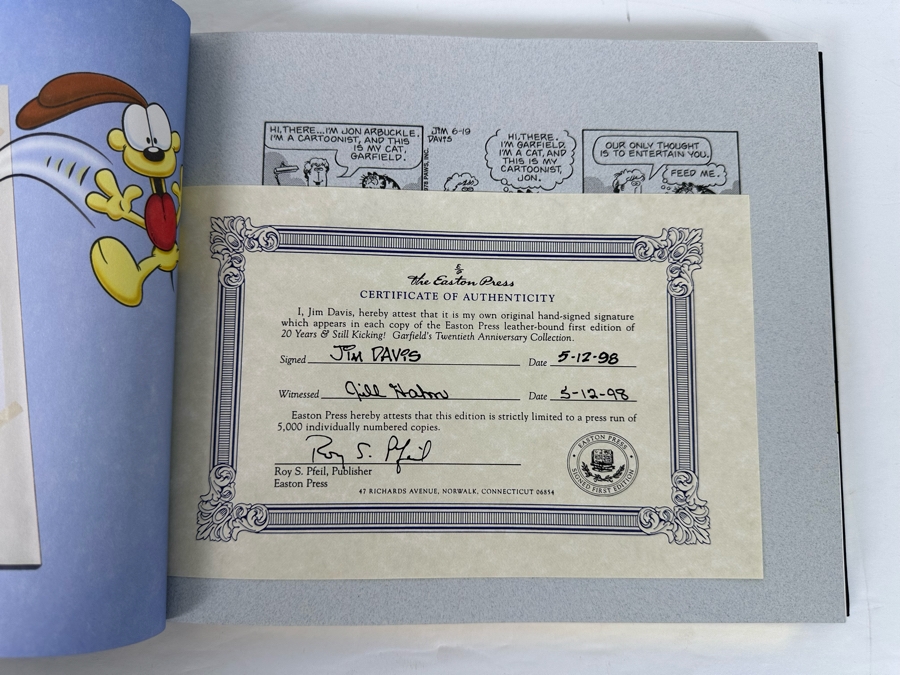 HI, THERE...I'M JON ARBUCKLE.
I'M A CARTOONIST, AND THIS
IS MY CAT,
GARFIELD.
JIM 6-19
DAVIS
HI, THERE.
I'M GARFIELD.
I'M A CAT, AND
THIS IS MY
CARTOONIST,
JON.
OUR ONLY THOUGHT
IS TO ENTERTAIN YOU.
FEED ME.
PAWS, INC.
the Easton Press
CERTIFICATE OF AUTHENTICITY
I, Jim Davis, hereby attest that it is my own original hand-signed signature
which appears in each copy of the Easton Press leather-bound first edition of
20 Years & Still Kicking! Garfield's Twentieth Anniversary Collection.
Signed JIM DAVIS Date 5-12-98
Witnessed Jill Date 5-12-98
Easton Press hereby attests that this edition is strictly limited to a press run of
5,000 individually numbered copies.
Roy S. Pfeil
Roy S. Pfeil, Publisher
Easton Press
47 RICHARDS AVENUE, NORWALK, CONNECTICUT 06854
EASTON PRESS
SIGNED FIRST EDITION